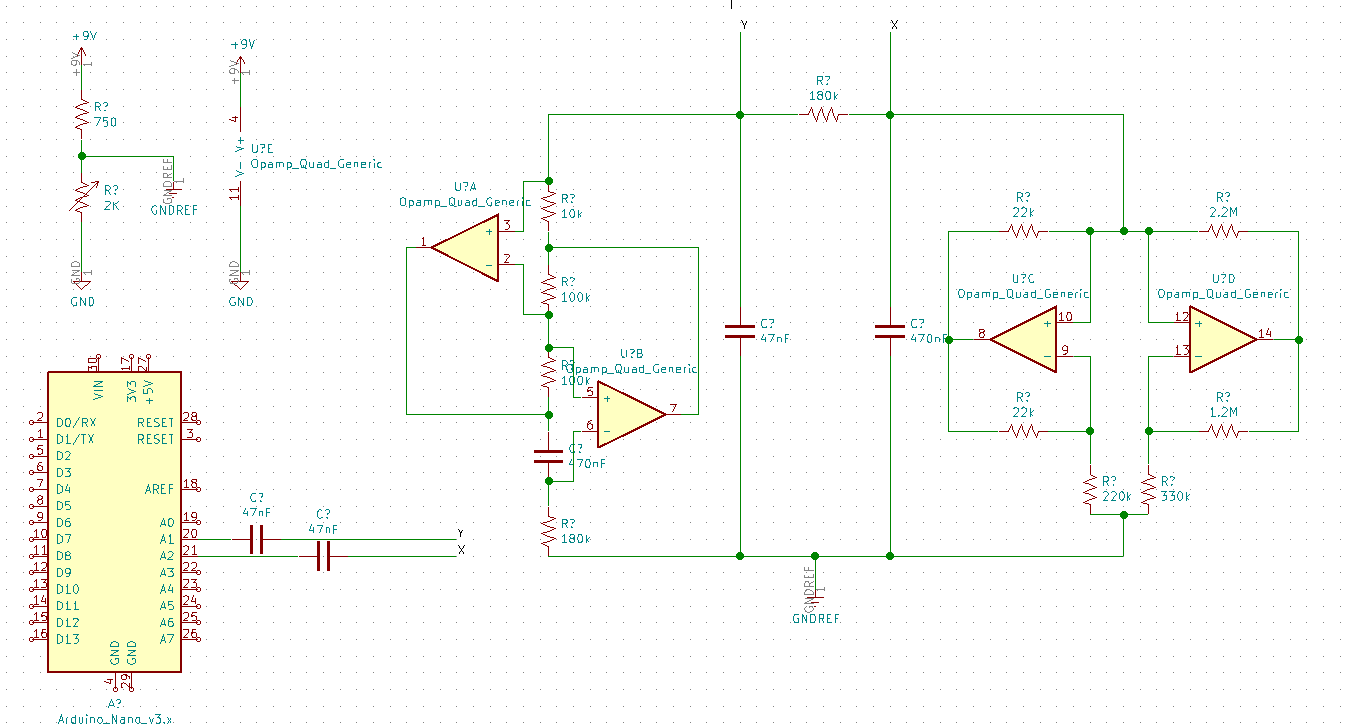 +9V
+9V
1
R?
750
R?
2K
GNDREF
1
GNDREF
GND
1
GND
+9V
+9V
1
4
V+
U?E
Opamp_Quad_Generic
V-
11
GND
1
GND
Y
X
R?
180k
U?A
Opamp_Quad_Generic
3
+
1
2
-
R?
10k
R?
100k
R?
100k
U?B
Opamp_Quad_Generic
5
+
7
6
-
C?
470nF
R?
180k
C?
47nF
C?
470nF
GNDREF
1
GNDREF
R?
22k
R?
2.2M
U?C
Opamp_Quad_Generic
10
+
8
9
-
U?D
Opamp_Quad_Generic
12
+
14
13
-
R?
22k
R?
1.2M
R?
220k
R?
330k
30
17
27
VIN
3V3
+5V
2 D0/RX RESET 28
1 D1/TX RESET 3
5 D2
6 D3
7 D4 AREF 18
8 D5
9 D6 A0 19
10 D7 A1 20
11 D8 A2 21
12 D9 A3 22
13 D10 A4 23
14 D11 A5 24
15 D12 A6 25
16 D13 A7 26
GND
GND
4
29
A?
Arduino_Nano_v3.x
C?
47nF
C?
47nF
Y
X